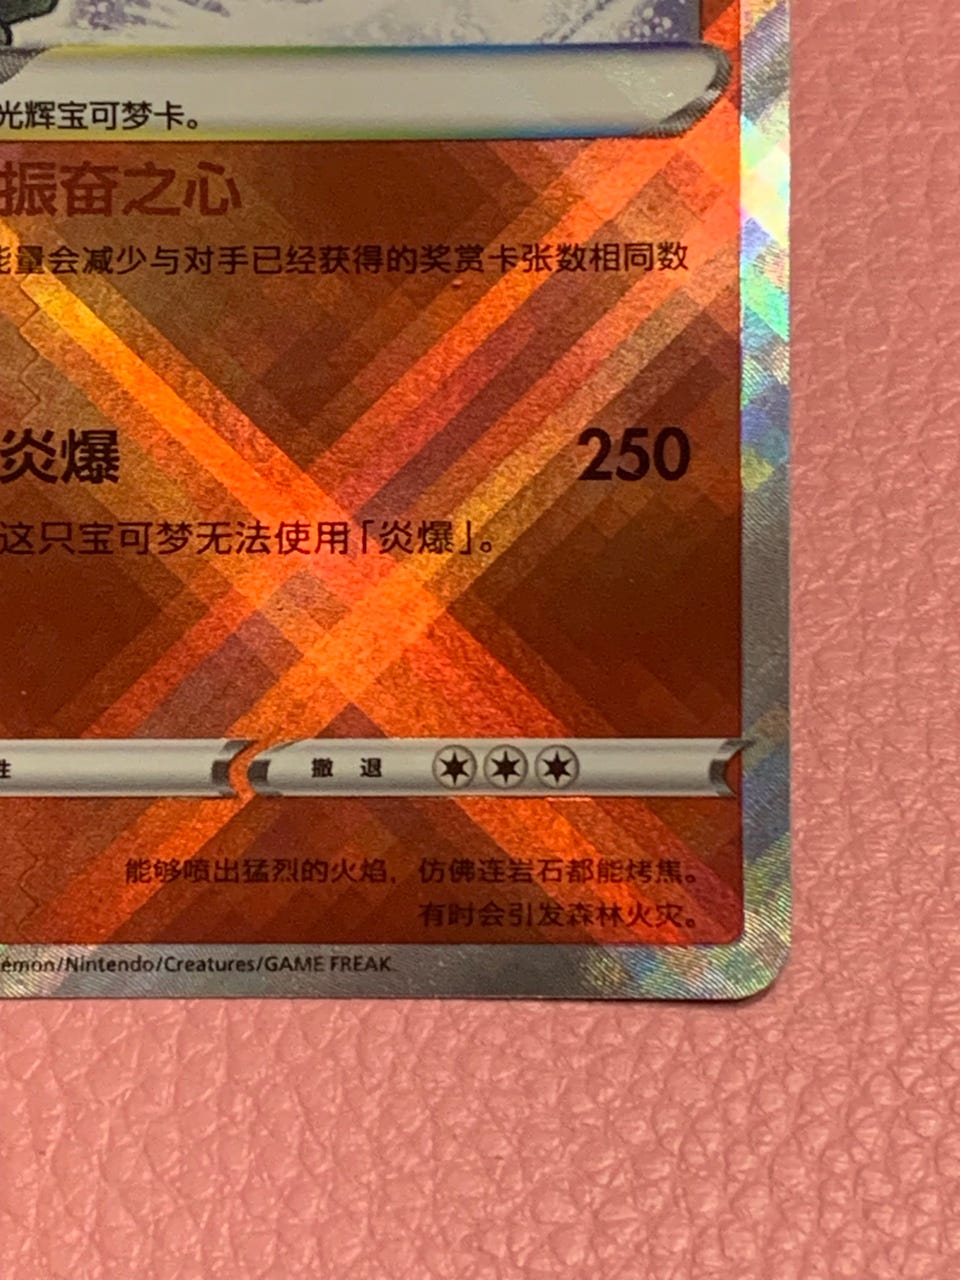 光辉宝可梦卡。
振奋之心
能量会减少与对手已经获得的奖赏卡张数相同数
炎爆 250
这只宝可梦无法使用「炎爆」。
性 撤 退
能够喷出猛烈的火焰，仿佛连岩石都能烤焦。
有时会引发森林火灾。
émon/Nintendo/Creatures/GAME FREAK.